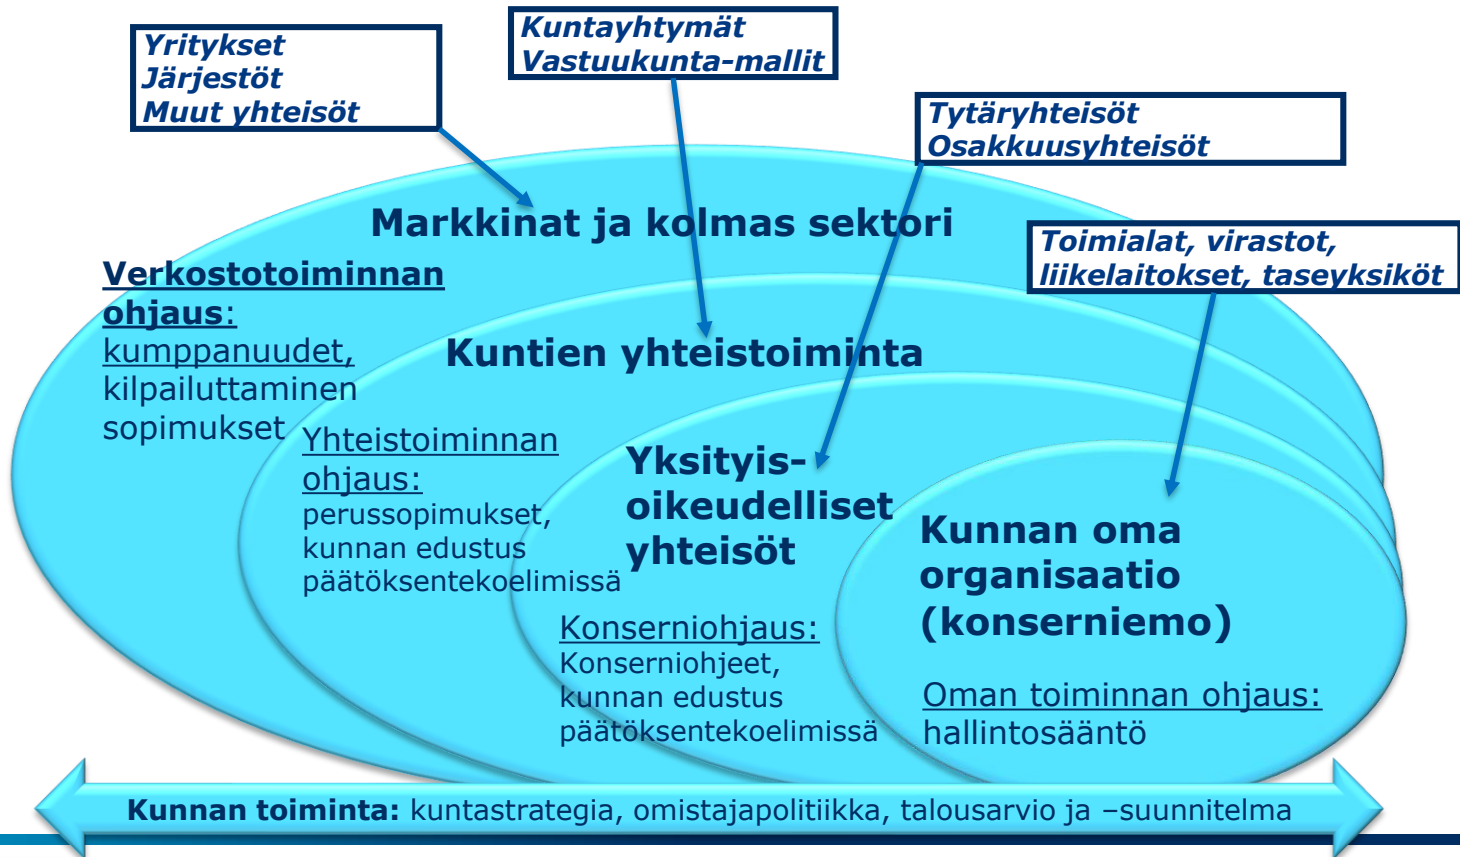 Yritykset
Järjestöt
Muut yhteisöt
Kuntayhtymät
Vastuukunta-mallit
Tytäryhteisöt
Osakkuusyhteisöt
Toimialat, virastot,
liikelaitokset, taseyksiköt
Markkinat ja kolmas sektori
Verkostotoiminnan
ohjaus:
kumppanuudet,
kilpailuttaminen
sopimukset
Kuntien yhteistoiminta
Yhteistoiminnan
ohjaus:
perussopimukset,
kunnan edustus
päätöksentekoelimissä
Yksityis-
oikeudelliset
yhteisöt
Konserniohjaus:
Konserniohjeet,
kunnan edustus
päätöksentekoelimissä
Kunnan oma
organisaatio
(konserniemo)
Oman toiminnan ohjaus:
hallintosääntö
Kunnan toiminta: kuntastrategia, omistajapolitiikka, talousarvio ja –suunnitelma